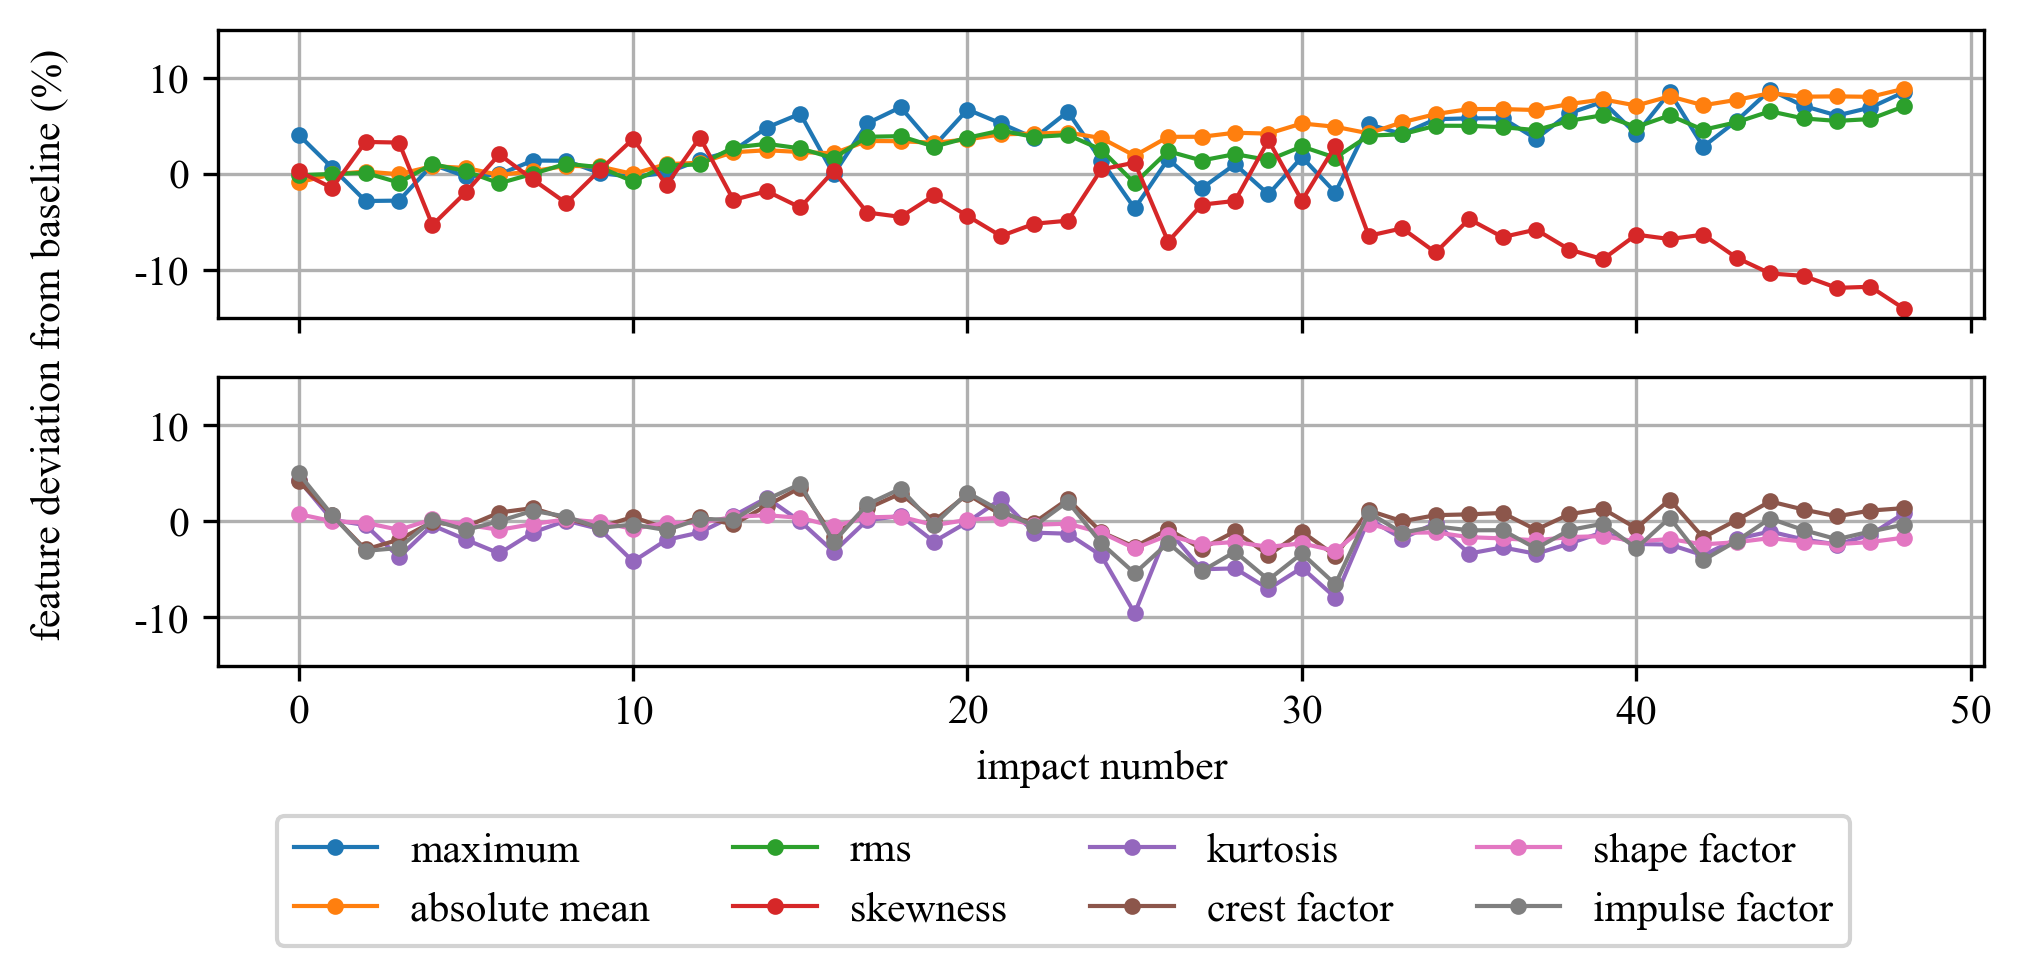 feature deviation from baseline (%)
10
0
-10
10
0
-10
0 10 20 30 40 50
impact number
maximum rms kurtosis shape factor
absolute mean skewness crest factor impulse factor